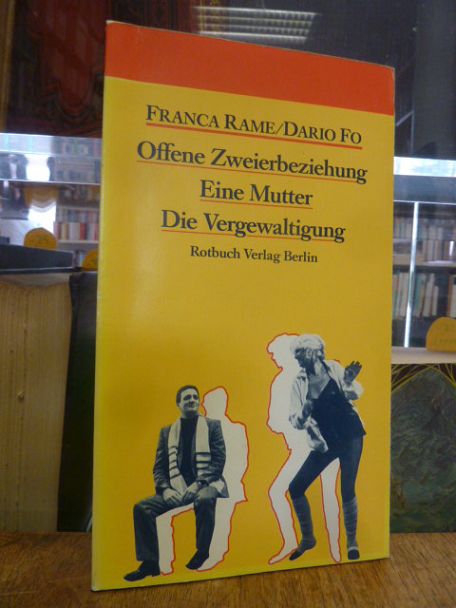 FRANCA RAME/DARIO FO
Offene Zweierbeziehung
Eine Mutter
Die Vergewaltigung
Rotbuch Verlag Berlin